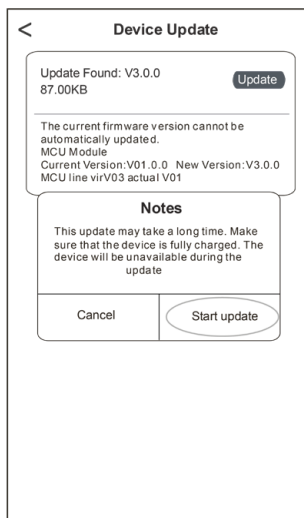 < Device Update
Update Found: V3.0.0
87.00KB
Update
The current firmware version cannot be
automatically updated.
MCU Module
Current Version:V01.0.0 New Version:V3.0.0
MCU line virV03 actual V01
Notes
This update may take a long time. Make
sure that the device is fully charged. The
device will be unavailable during the
update
Cancel
Start update